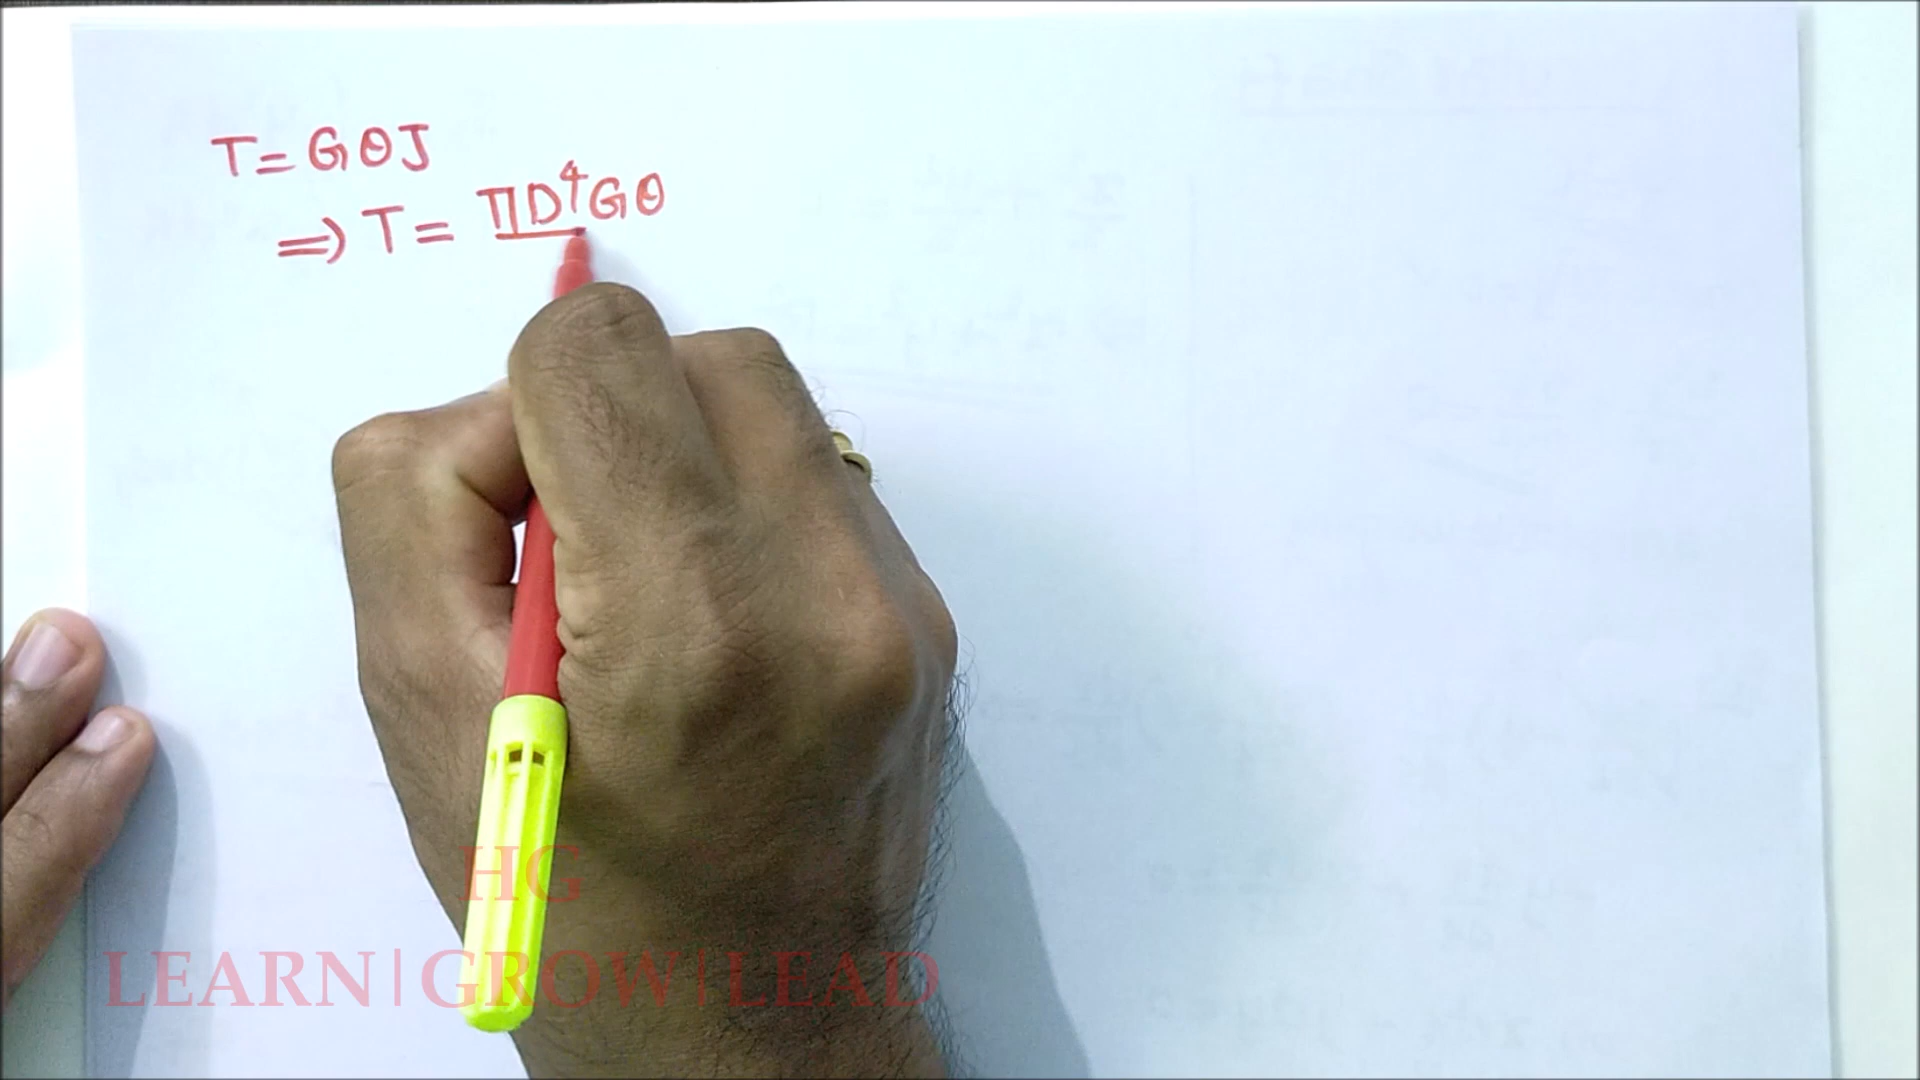 T = GθJ
⇒ T = πD⁴Gθ
HG
LEARN|GROW|LEAD